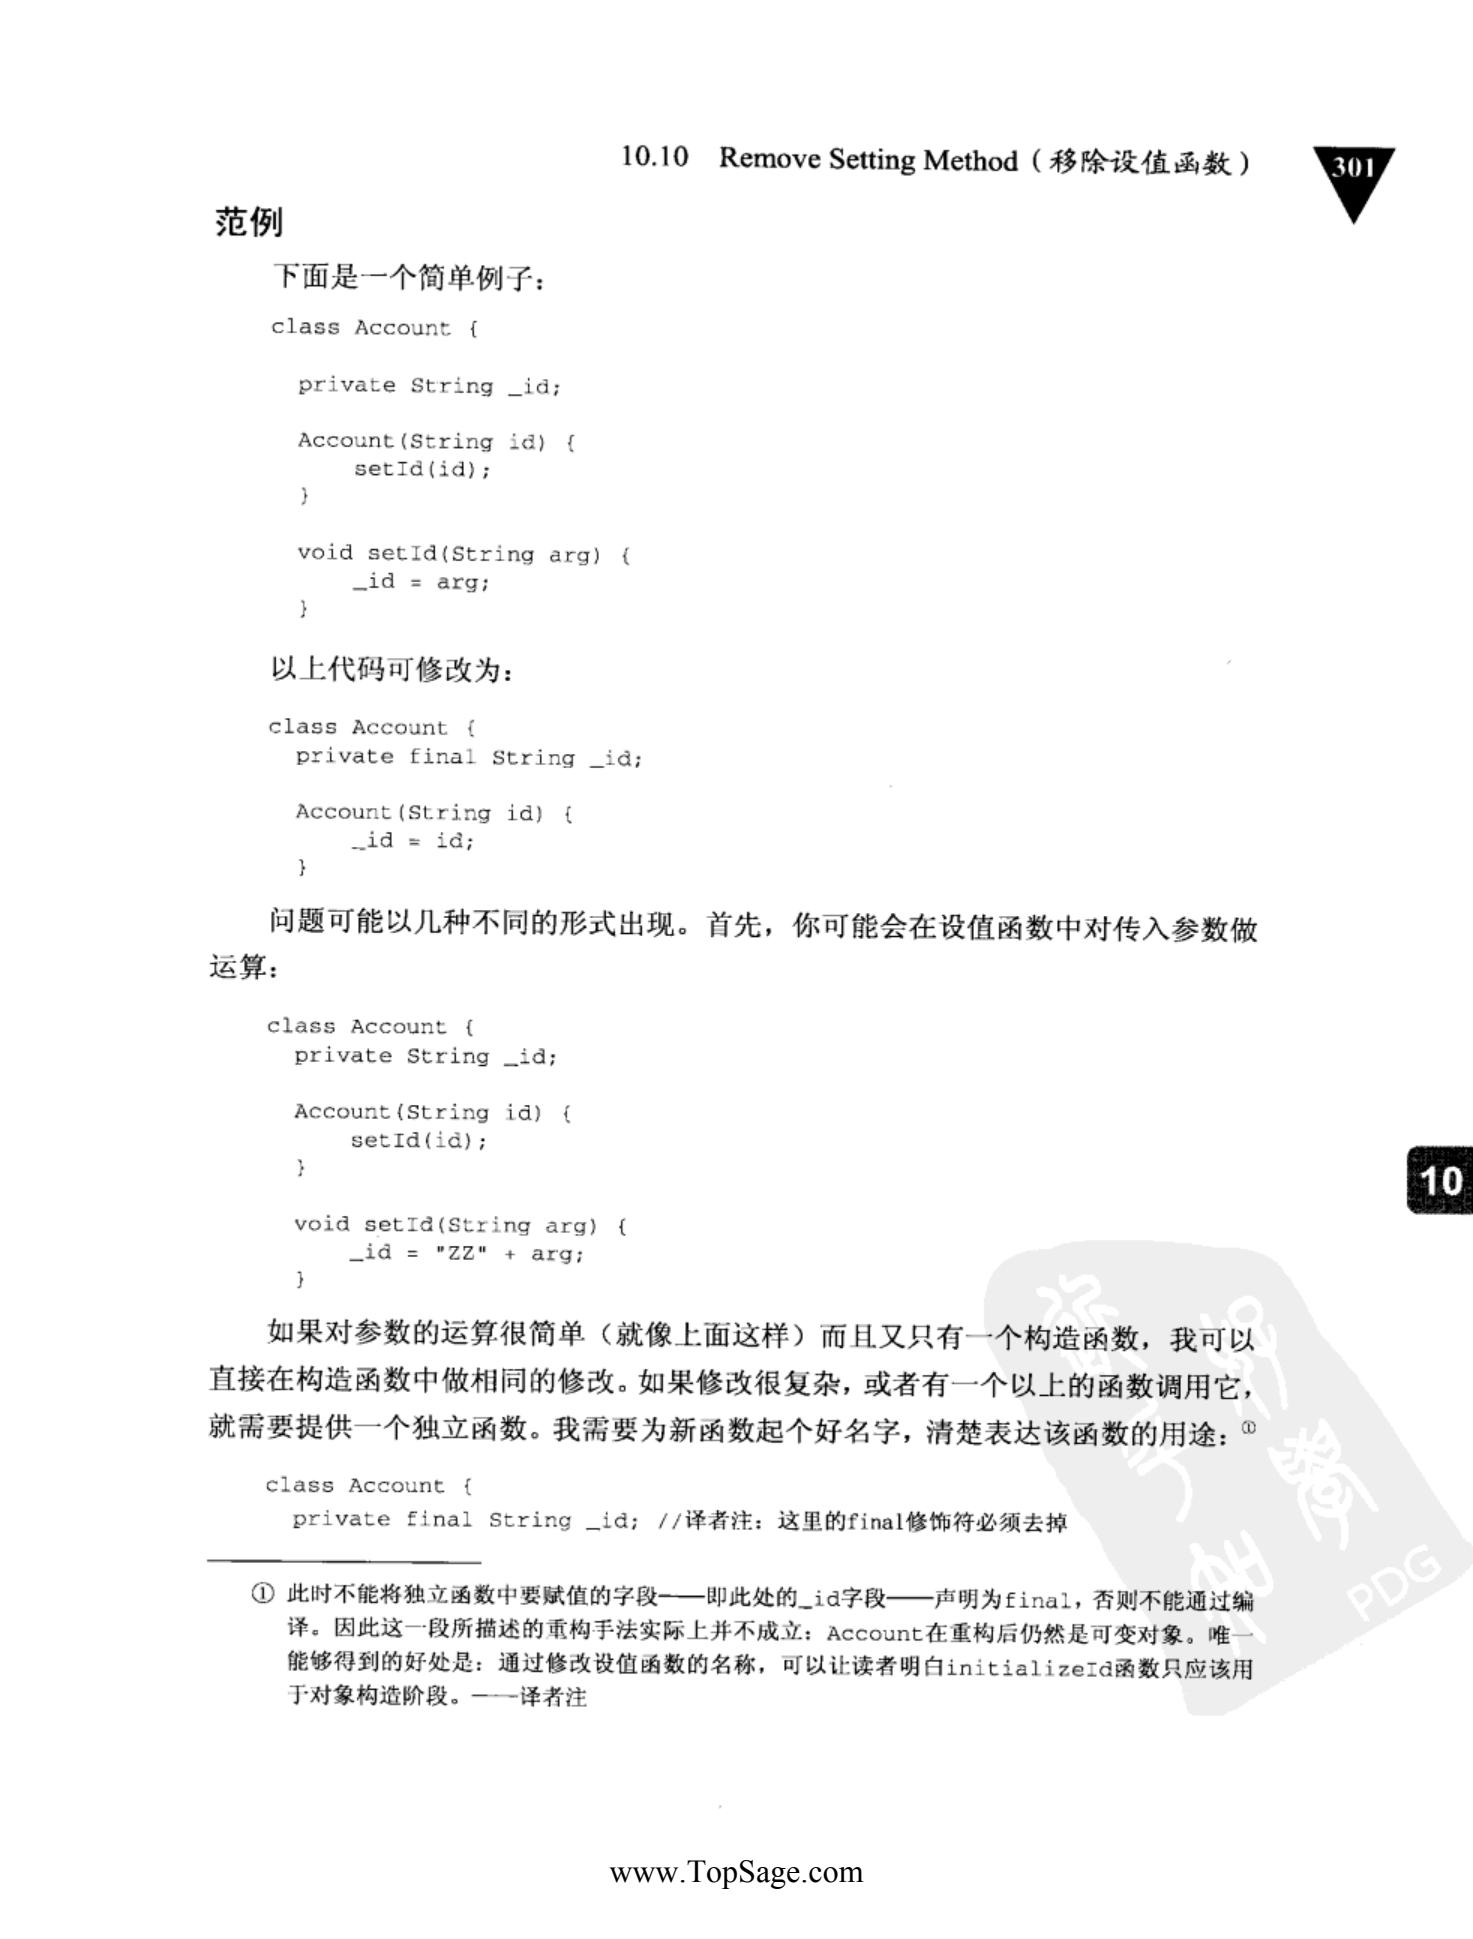 10.10 Remove Setting Method（移除设值函数）
301
范例
下面是一个简单例子：
class Account {
private String _id;
Account(String id) {
setId(id);
}
void setId(String arg) {
_id = arg;
}
以上代码可修改为：
class Account {
private final String _id;
Account(String id) {
_id = id;
}
问题可能以几种不同的形式出现。首先，你可能会在设值函数中对传入参数做
运算：
class Account {
private String _id;
Account(String id) {
setId(id);
}
10
void setId(String arg) {
_id = "ZZ" + arg;
}
如果对参数的运算很简单（就像上面这样）而且又只有一个构造函数，我可以
直接在构造函数中做相同的修改。如果修改很复杂，或者有一个以上的函数调用它，
就需要提供一个独立函数。我需要为新函数起个好名字，清楚表达该函数的用途：①
class Account {
private final String _id; //译者注：这里的final修饰符必须去掉
① 此时不能将独立函数中要赋值的字段——即此处的_id字段——声明为final，否则不能通过编
译。因此这一段所描述的重构手法实际上并不成立：Account在重构后仍然是可变对象。唯一
能够得到的好处是：通过修改设值函数的名称，可以让读者明白initializeId函数只应该用
于对象构造阶段。——译者注
PDG
www.TopSage.com